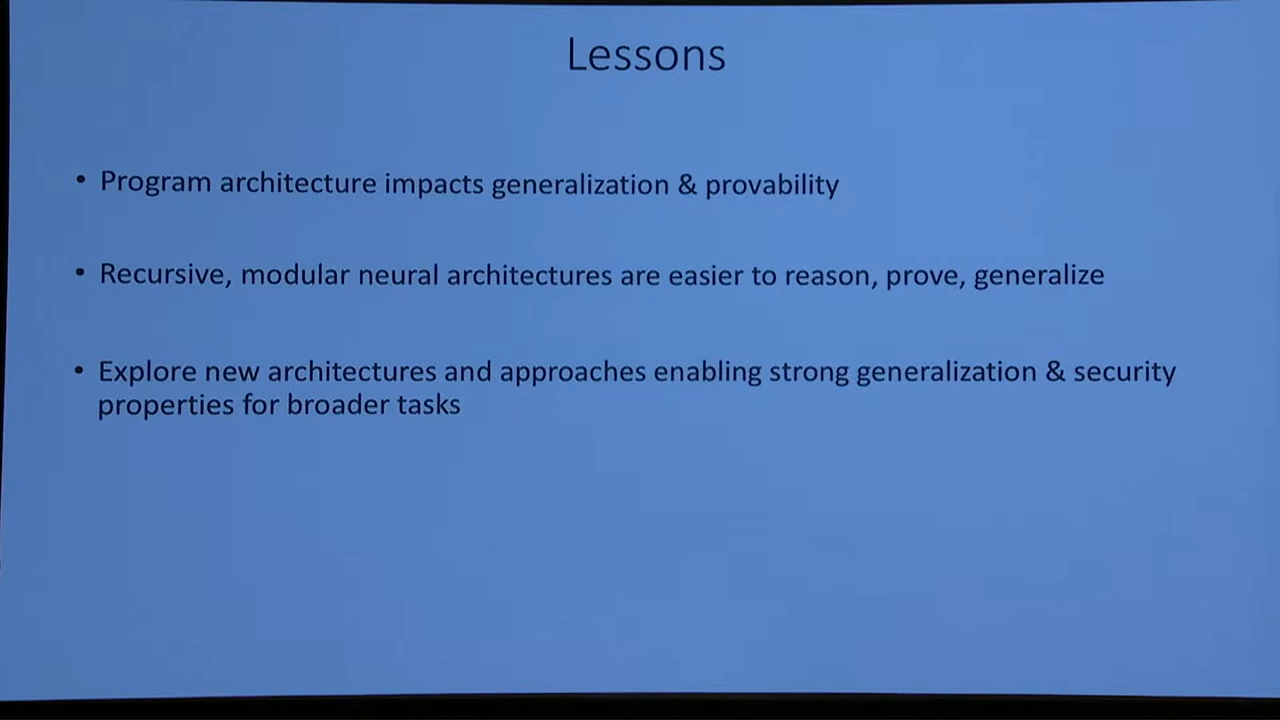 Lessons
• Program architecture impacts generalization & provability
• Recursive, modular neural architectures are easier to reason, prove, generalize
• Explore new architectures and approaches enabling strong generalization & security
properties for broader tasks